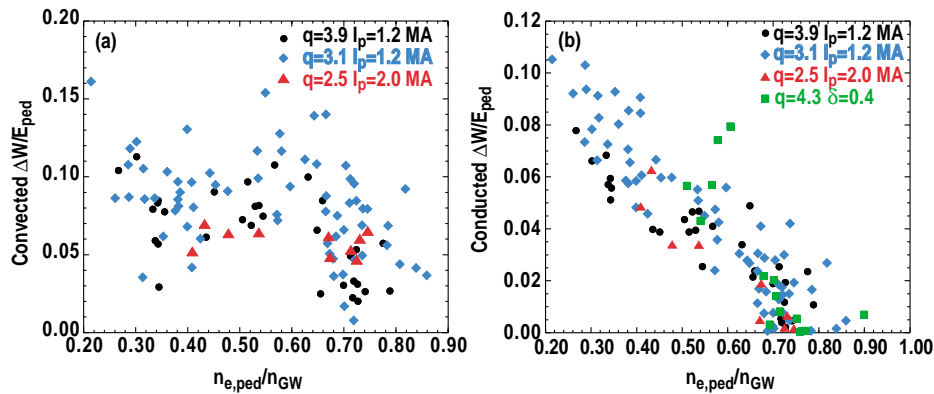 (a)
q=3.9 Ip=1.2 MA
q=3.1 Ip=1.2 MA
q=2.5 Ip=2.0 MA
Convected ΔW/Eped
0.20
0.15
0.10
0.05
0.00
0.20 0.30 0.40 0.50 0.60 0.70 0.80 0.90
ne,ped/nGW
(b)
q=3.9 Ip=1.2 MA
q=3.1 Ip=1.2 MA
q=2.5 Ip=2.0 MA
q=4.3 δ=0.4
Conducted ΔW/Eped
0.12
0.10
0.08
0.06
0.04
0.02
0.00
0.20 0.30 0.40 0.50 0.60 0.70 0.80 0.90 1.00
ne,ped/nGW